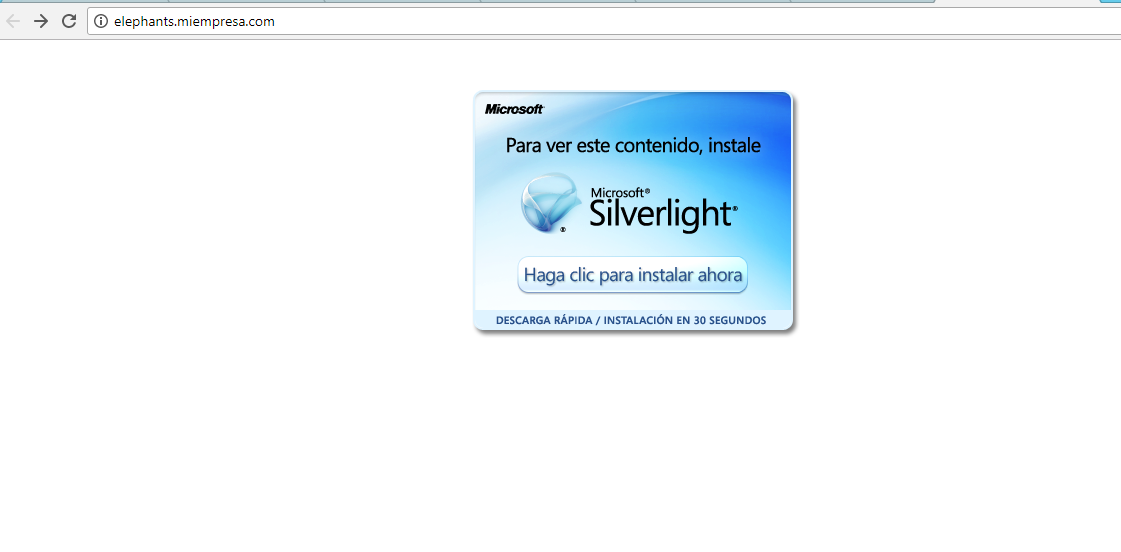 elephants.miempresa.com
Microsoft
Para ver este contenido, instale
Microsoft®
Silverlight®
®
Haga clic para instalar ahora
DESCARGA RÁPIDA / INSTALACIÓN EN 30 SEGUNDOS